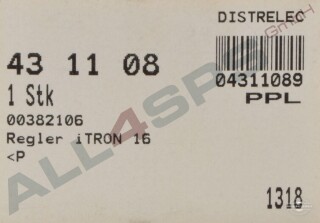 DISTRELEC
43 11 08
04311089
1 Stk
PPL
00382106
Regler iTRON 16
<P
1318
ALL4SPS GmbH